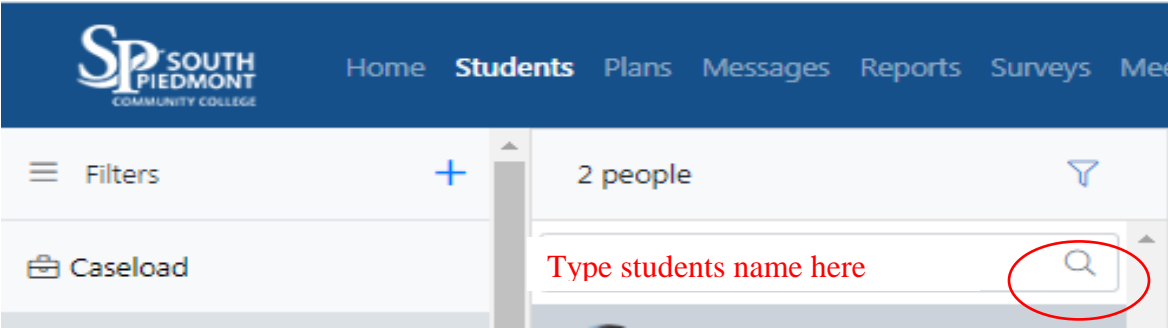 SP SOUTH
PIEDMONT
COMMUNITY COLLEGE
Home Students Plans Messages Reports Surveys
Filters
2 people
Caseload
Type students name here